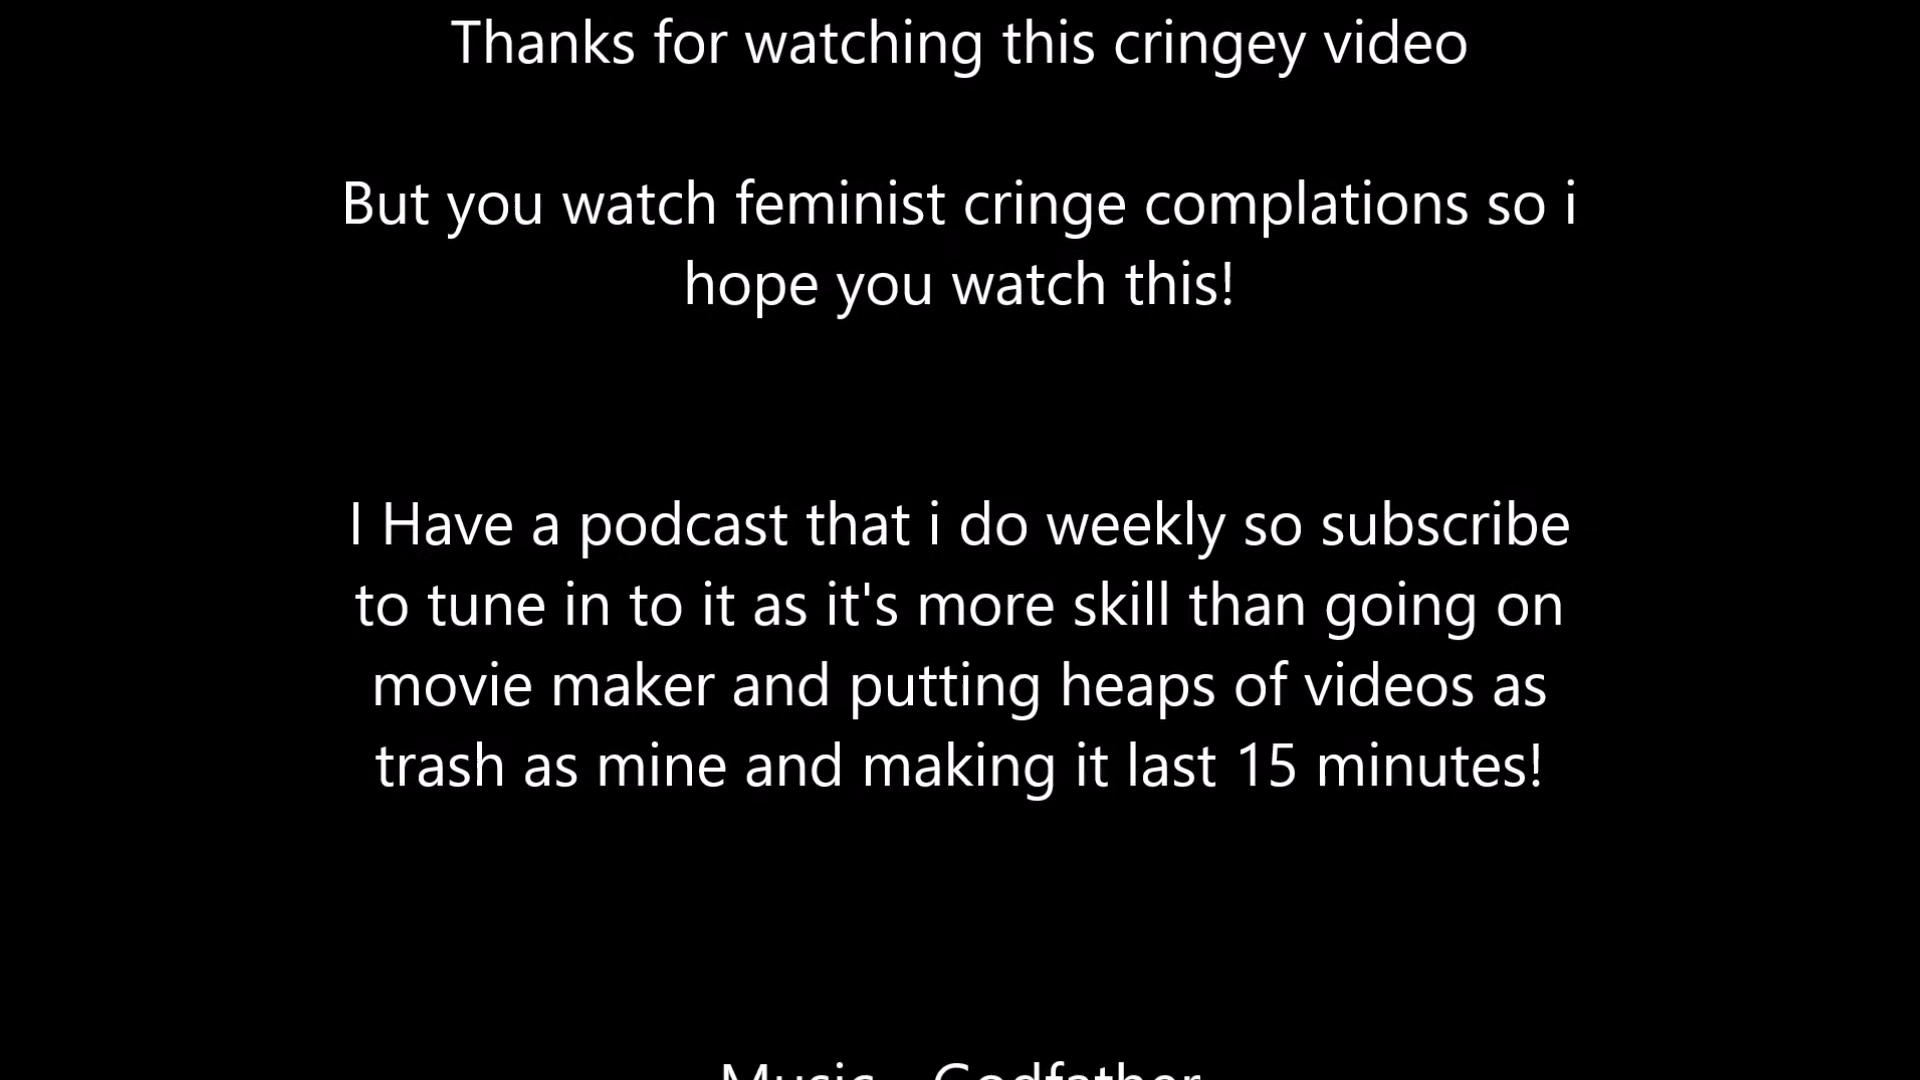 Thanks for watching this cringey video
But you watch feminist cringe complations so i
hope you watch this!
I Have a podcast that i do weekly so subscribe
to tune in to it as it's more skill than going on
movie maker and putting heaps of videos as
trash as mine and making it last 15 minutes!
Music - Godfather